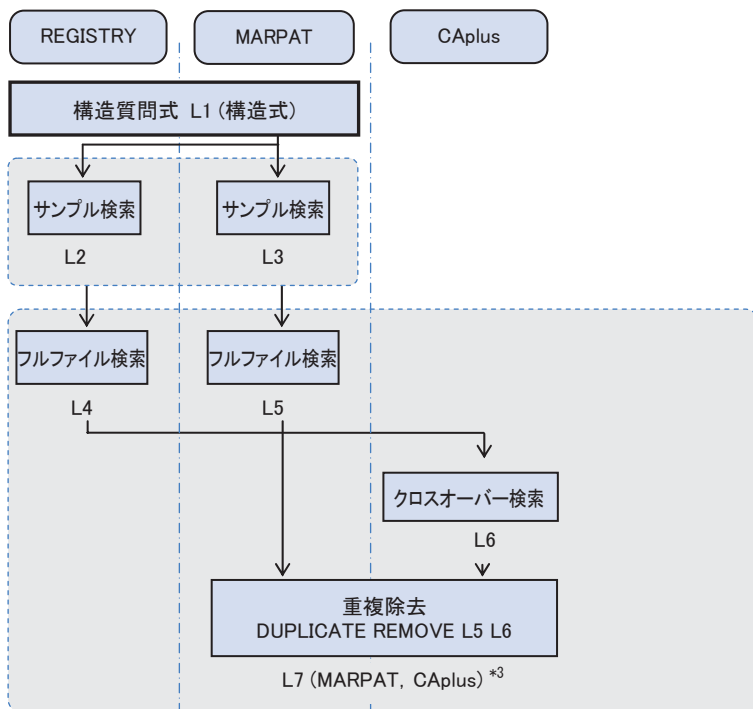 REGISTRY
MARPAT
CAplus
構造質問式 L1 (構造式)
サンプル検索
サンプル検索
L2
L3
フルファイル検索
フルファイル検索
L4
L5
クロスオーバー検索
L6
重複除去
DUPLICATE REMOVE L5 L6
L7 (MARPAT, CAplus) *3